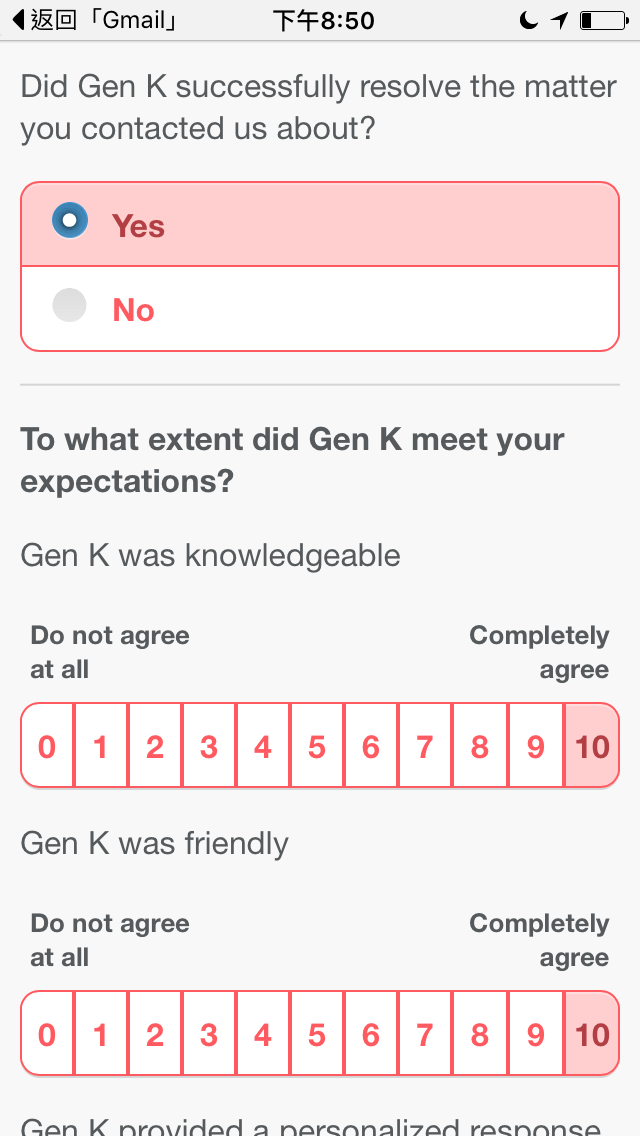 返回「Gmail」 下午8:50
Did Gen K successfully resolve the matter
you contacted us about?
Yes
No
To what extent did Gen K meet your
expectations?
Gen K was knowledgeable
Do not agree Completely
at all agree
0 1 2 3 4 5 6 7 8 9 10
Gen K was friendly
Do not agree Completely
at all agree
0 1 2 3 4 5 6 7 8 9 10
Gen K provided a personalized response